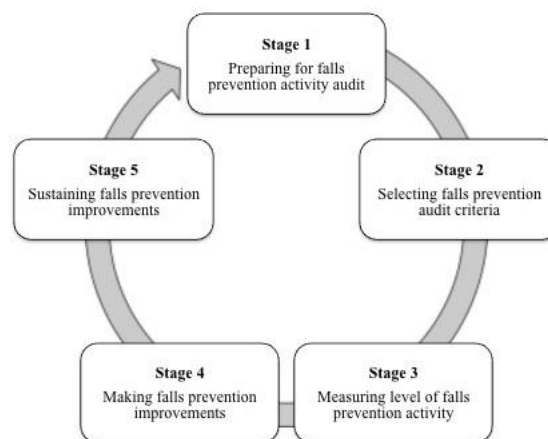 Stage 1
Preparing for falls
prevention activity audit
Stage 2
Selecting falls prevention
audit criteria
Stage 3
Measuring level of falls
prevention activity
Stage 4
Making falls prevention
improvements
Stage 5
Sustaining falls prevention
improvements